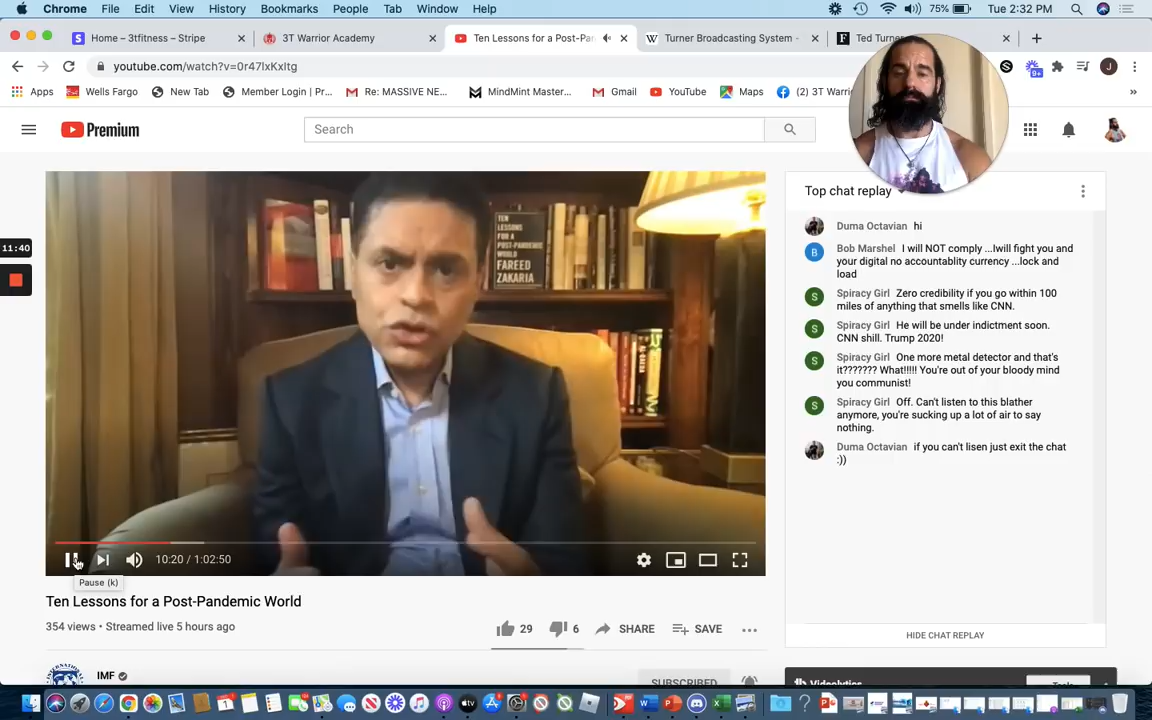 Chrome File Edit View History Bookmarks People Tab Window Help 75% Tue 2:32 PM
Home – 3tfitness – Stripe 3T Warrior Academy Ten Lessons for a Post-Pan Turner Broadcasting System - Ted Turner
youtube.com/watch?v=0r47lxKxltg 9+ J
Apps Wells Fargo New Tab Member Login | Pr... Re: MASSIVE NE... MindMint Master... Gmail YouTube Maps (2) 3T Warri
Premium Search
Top chat replay
Duma Octavian hi
Bob Marshel I will NOT comply ...Iwill fight you and
your digital no accountablity currency ...lock and
load
Spiracy Girl Zero credibility if you go within 100
miles of anything that smells like CNN.
Spiracy Girl He will be under indictment soon.
CNN shill. Trump 2020!
Spiracy Girl One more metal detector and that's
it??????? What!!!!! You're out of your bloody mind
you communist!
Spiracy Girl Off. Can't listen to this blather
anymore, you're sucking up a lot of air to say
nothing.
Duma Octavian if you can't lisen just exit the chat
:))
HIDE CHAT REPLAY
TEN
LESSONS
FOR A
POST-PANDEMIC
WORLD
FAREED
ZAKARIA
11:40
10:20 / 1:02:50
Pause (k)
Ten Lessons for a Post-Pandemic World
354 views • Streamed live 5 hours ago
29 6 SHARE SAVE
IMF
SUBSCRIBED
Videolytics
Tools